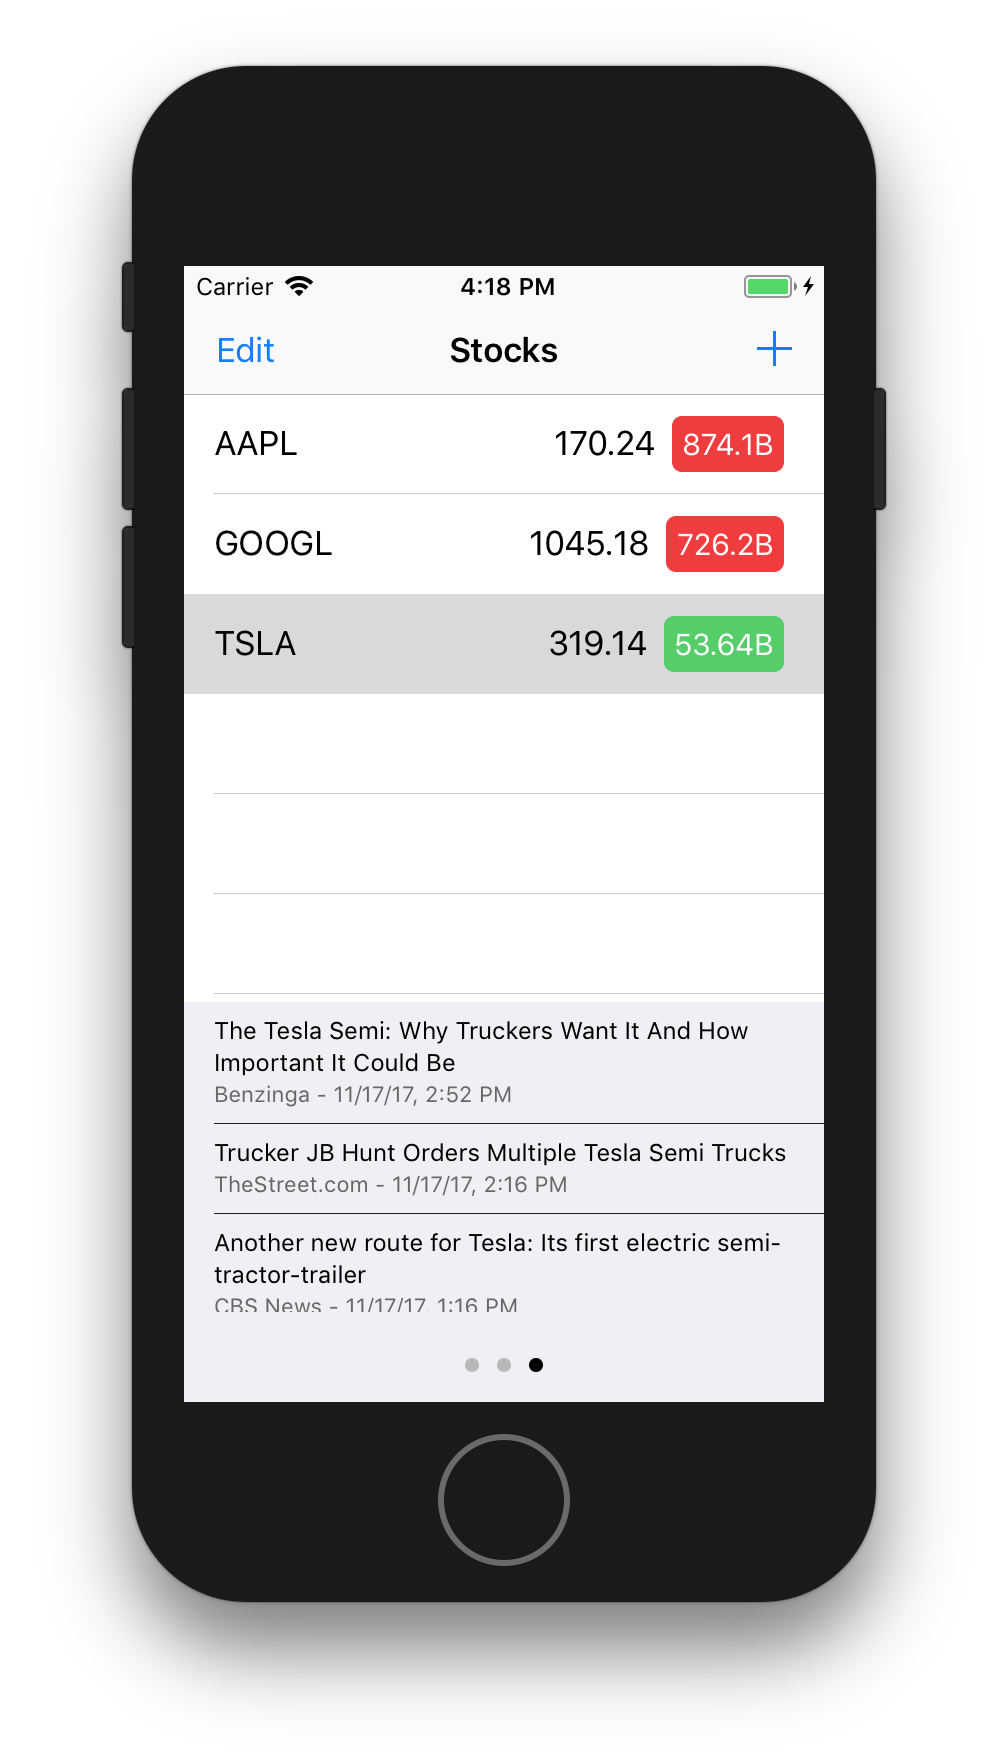 Carrier 4:18 PM
Edit Stocks +
AAPL 170.24 874.1B
GOOGL 1045.18 726.2B
TSLA 319.14 53.64B
The Tesla Semi: Why Truckers Want It And How
Important It Could Be
Benzinga - 11/17/17, 2:52 PM
Trucker JB Hunt Orders Multiple Tesla Semi Trucks
TheStreet.com - 11/17/17, 2:16 PM
Another new route for Tesla: Its first electric semi-
tractor-trailer
CBS News - 11/17/17, 1:16 PM